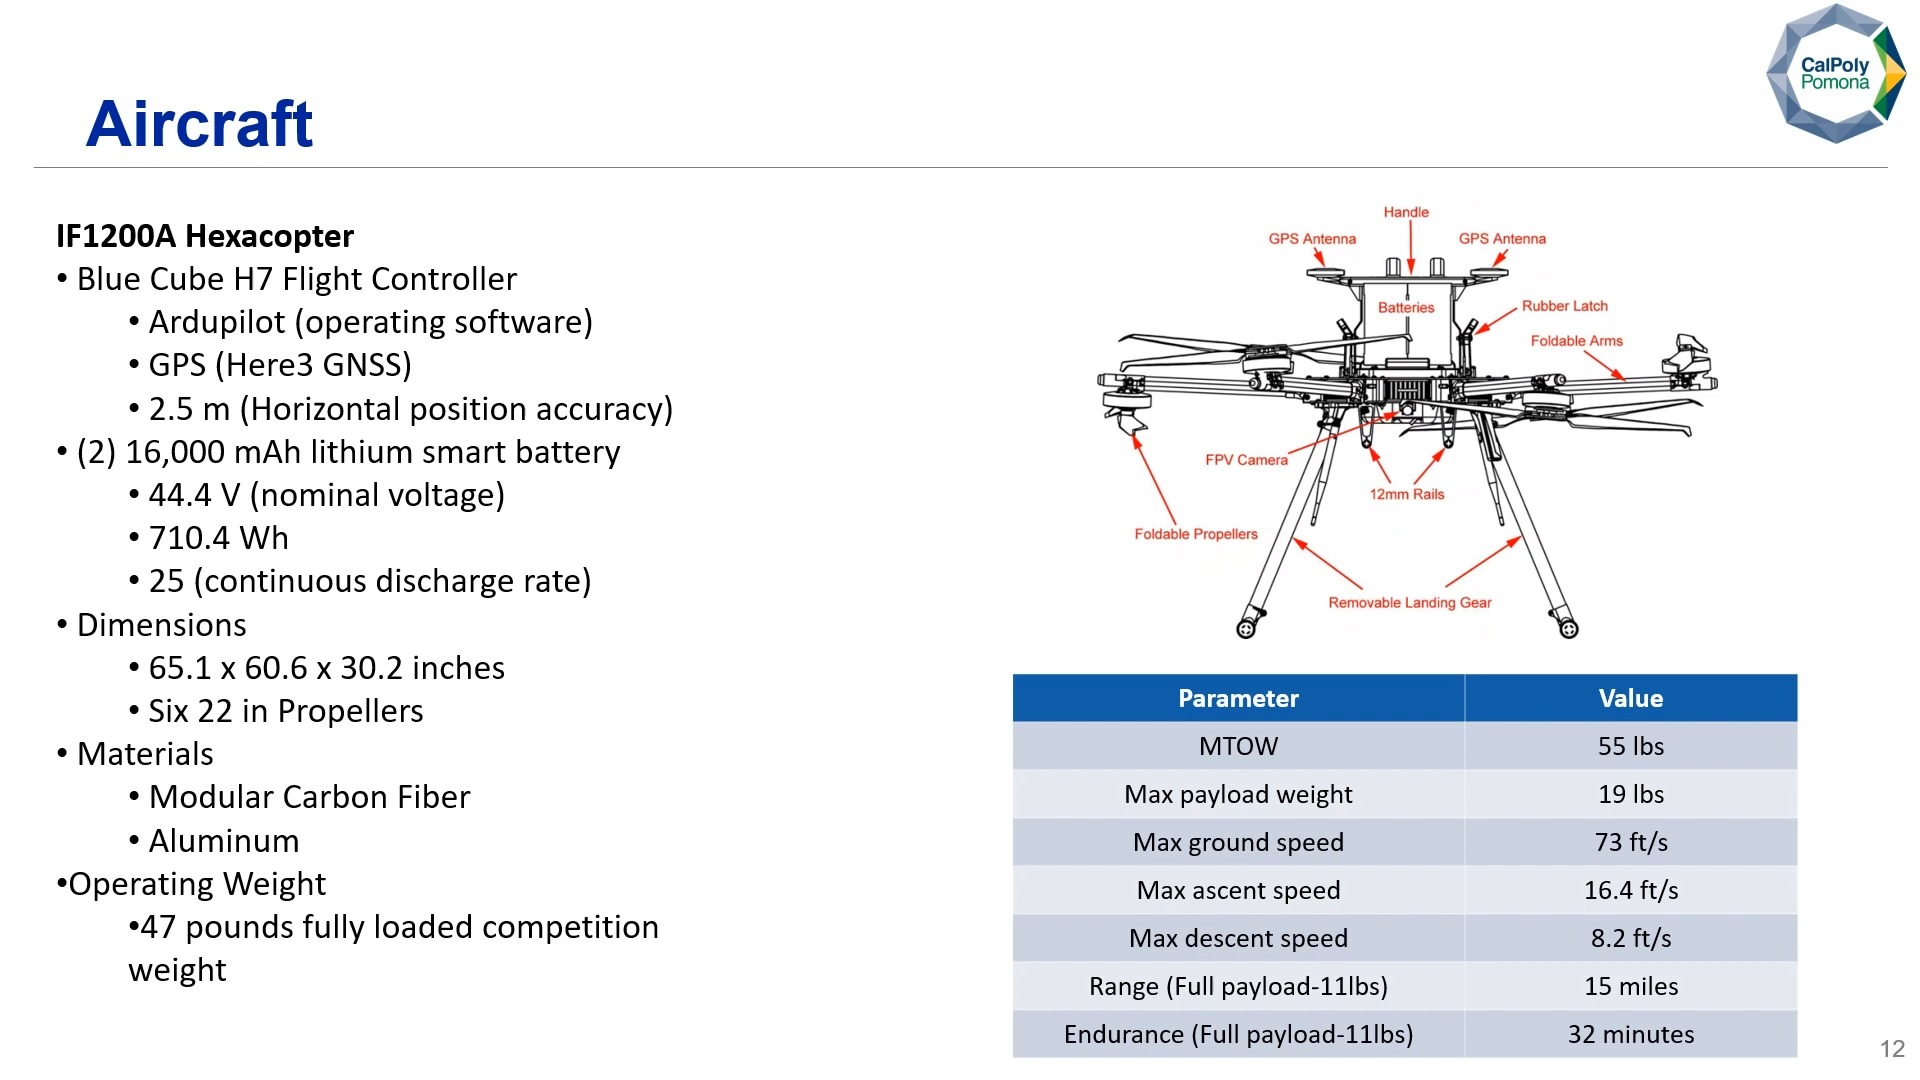 CalPoly
Pomona
Aircraft
IF1200A Hexacopter
• Blue Cube H7 Flight Controller
• Ardupilot (operating software)
• GPS (Here3 GNSS)
• 2.5 m (Horizontal position accuracy)
• (2) 16,000 mAh lithium smart battery
• 44.4 V (nominal voltage)
• 710.4 Wh
• 25 (continuous discharge rate)
• Dimensions
• 65.1 x 60.6 x 30.2 inches
• Six 22 in Propellers
• Materials
• Modular Carbon Fiber
• Aluminum
•Operating Weight
•47 pounds fully loaded competition
weight
Handle
GPS Antenna
GPS Antenna
Batteries
Rubber Latch
Foldable Arms
FPV Camera
12mm Rails
Foldable Propellers
Removable Landing Gear
Parameter Value
MTOW 55 lbs
Max payload weight 19 lbs
Max ground speed 73 ft/s
Max ascent speed 16.4 ft/s
Max descent speed 8.2 ft/s
Range (Full payload-11lbs) 15 miles
Endurance (Full payload-11lbs) 32 minutes
12